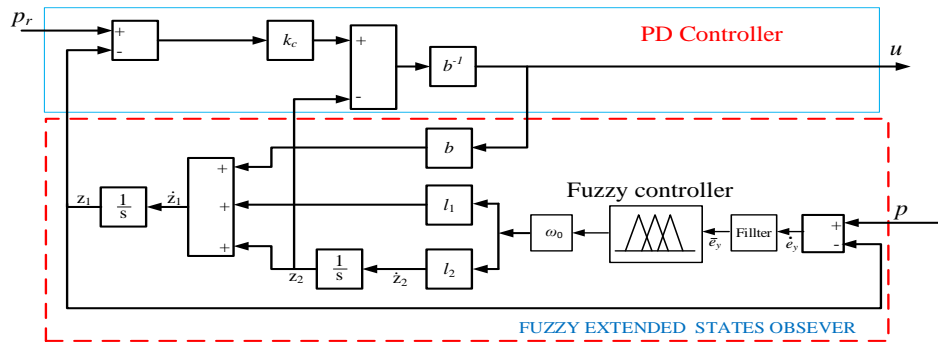 p_r
+
-
k_c
+
-
b^-1
PD Controller
u
b
+
+
+
z_1
1/s
ż_1
l_1
l_2
z_2
1/s
ż_2
Fuzzy controller
ω_0
ē_y
Fillter
ė_y
+
-
p
FUZZY EXTENDED STATES OBSEVER